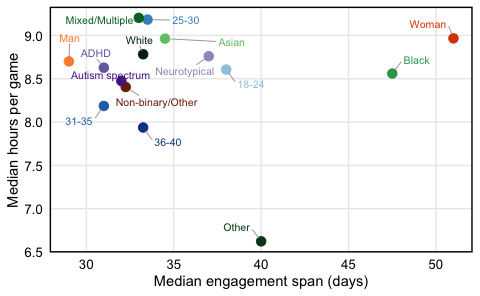 Mixed/Multiple
25-30
Woman
Man
White
Asian
9.0
ADHD
Black
Neurotypical
Autism spectrum
8.5
18-24
Non-binary/Other
31-35
8.0
36-40
7.5
7.0
Other
6.5
30
35
40
45
50
Median engagement span (days)
Median hours per game